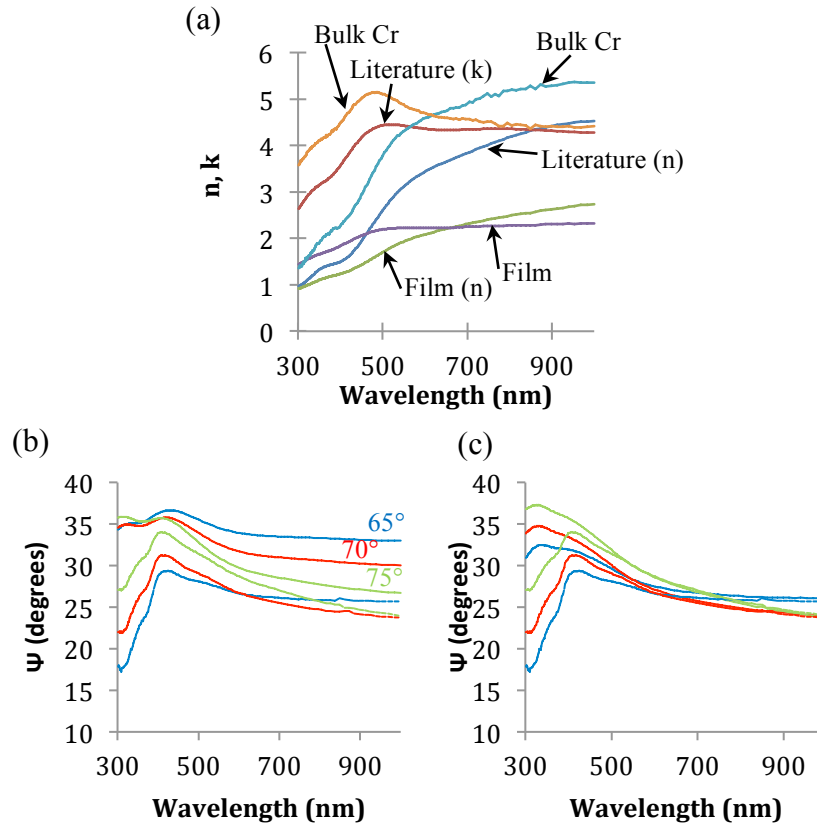 (a)
Bulk Cr
Bulk Cr
Literature (k)
Literature (n)
Film
Film (n)
n, k
6
5
4
3
2
1
0
300 500 700 900
Wavelength (nm)
(b)
(c)
Ψ (degrees)
40
35
30
25
20
15
10
65°
70°
75°
300 500 700 900
Wavelength (nm)
Ψ (degrees)
40
35
30
25
20
15
10
300 500 700 900
Wavelength (nm)